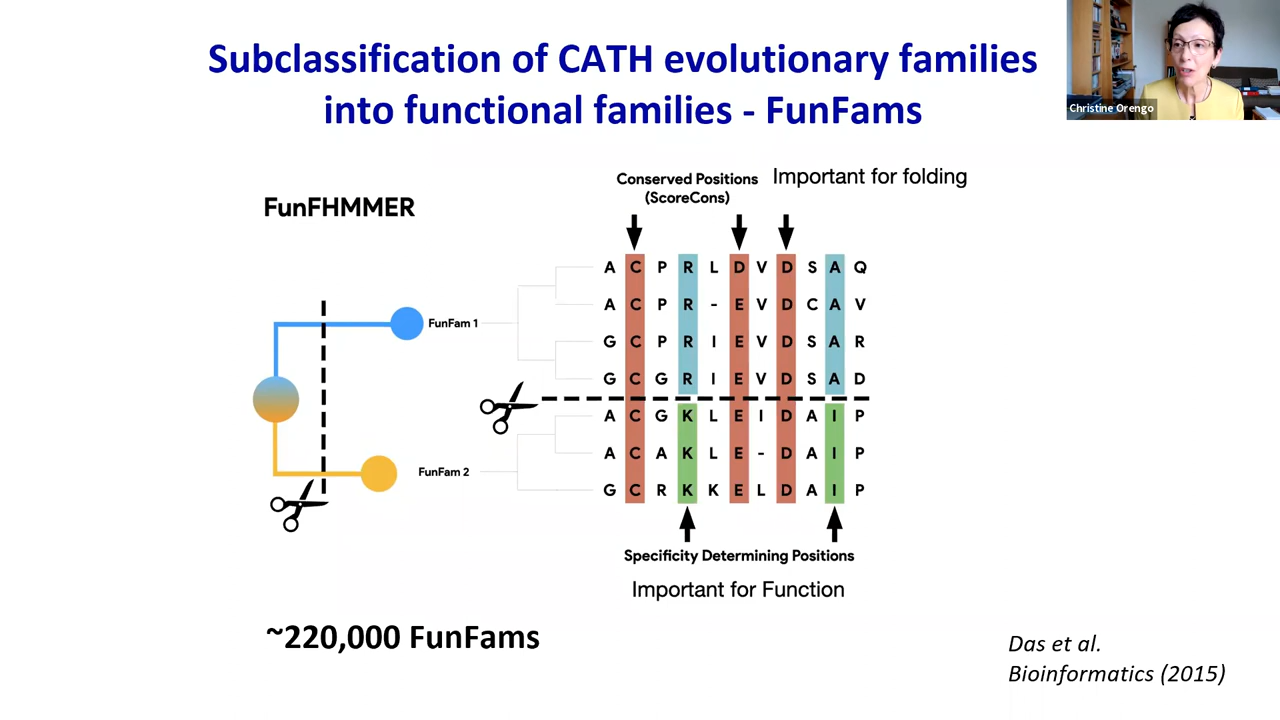 Subclassification of CATH evolutionary families
into functional families - FunFams
Christine Orengo
FunFHMMER
Conserved Positions
(ScoreCons)
Important for folding
A C P R L D V D S A Q
A C P R - E V D C A V
FunFam 1
G C P R I E V D S A R
G C G R I E V D S A D
A C G K L E I D A I P
A C A K L E - D A I P
FunFam 2
G C R K K E L D A I P
Specificity Determining Positions
Important for Function
~220,000 FunFams
Das et al.
Bioinformatics (2015)